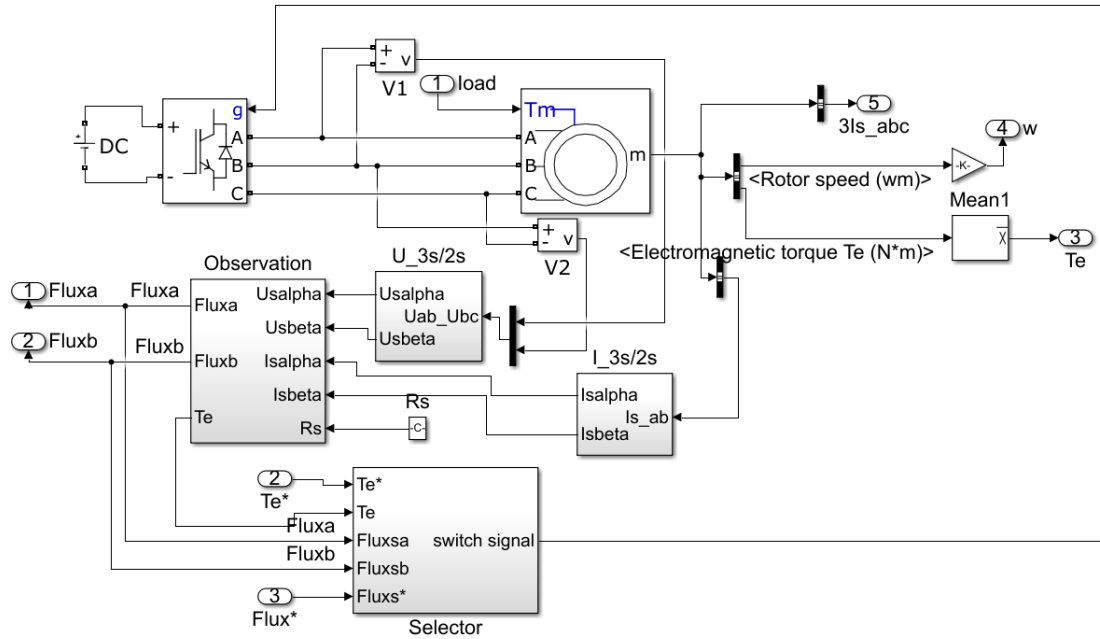 +
-
v
V1
1
load
g
+
-
DC
A
B
C
Tm
A
B
C
m
5
3Is_abc
4
w
-K-
<Rotor speed (wm)>
Mean1
X
3
Te
<Electromagnetic torque Te (N*m)>
+
-
v
V2
Observation
U_3s/2s
1
Fluxa
Fluxa
Fluxa
Usalpha
Usalpha
Uab_Ubc
Usbeta
Usbeta
2
Fluxb
Fluxb
Fluxb
Isalpha
I_3s/2s
Isbeta
Isalpha
Is_ab
Isbeta
Te
Rs
Rs
-C-
2
Te*
Te*
Te
Fluxa
Fluxsa
switch signal
Fluxb
Fluxsb
3
Flux*
Fluxs*
Selector
+
-